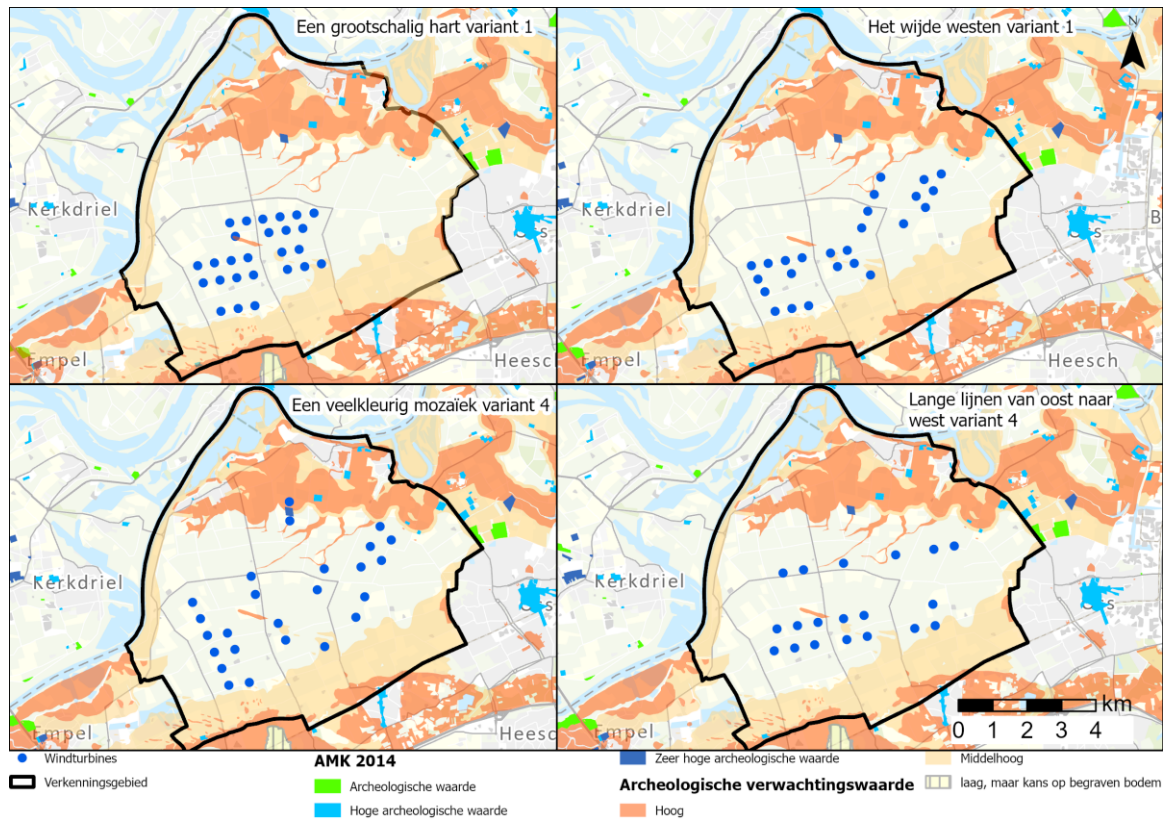 Een grootschalig hart variant 1
Kerkdriel
Empel
Heesch
Het wijde westen variant 1
N
Kerkdriel
Empel
Heesch
B
Een veelkleurig mozaïek variant 4
Kerkdriel
Empel
Heesch
Lange lijnen van oost naar
west variant 4
Kerkdriel
Empel
km
0 1 2 3 4
Windturbines
Verkenningsgebied
AMK 2014
Archeologische waarde
Hoge archeologische waarde
Zeer hoge archeologische waarde
Archeologische verwachtingswaarde
Hoog
Middelhoog
laag, maar kans op begraven bodem